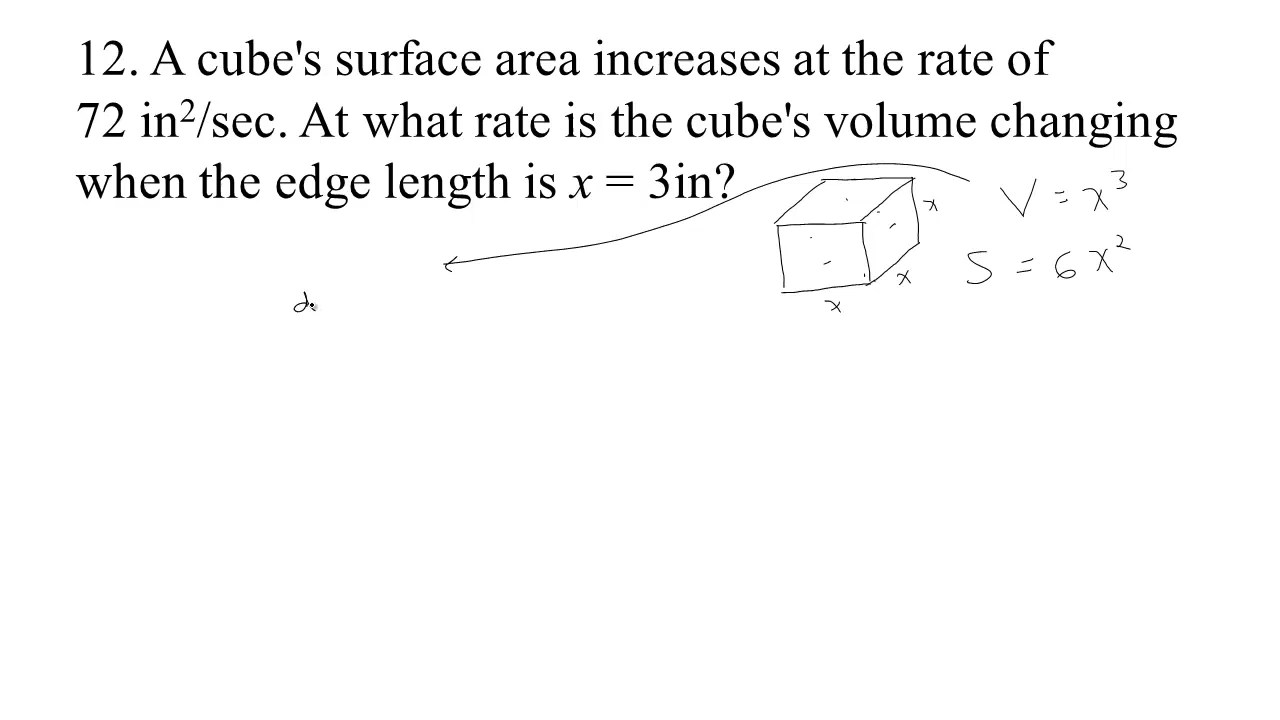 12. A cube's surface area increases at the rate of
72 in²/sec. At what rate is the cube's volume changing
when the edge length is x = 3in?
V = x³
x
S = 6x²
x
x
d